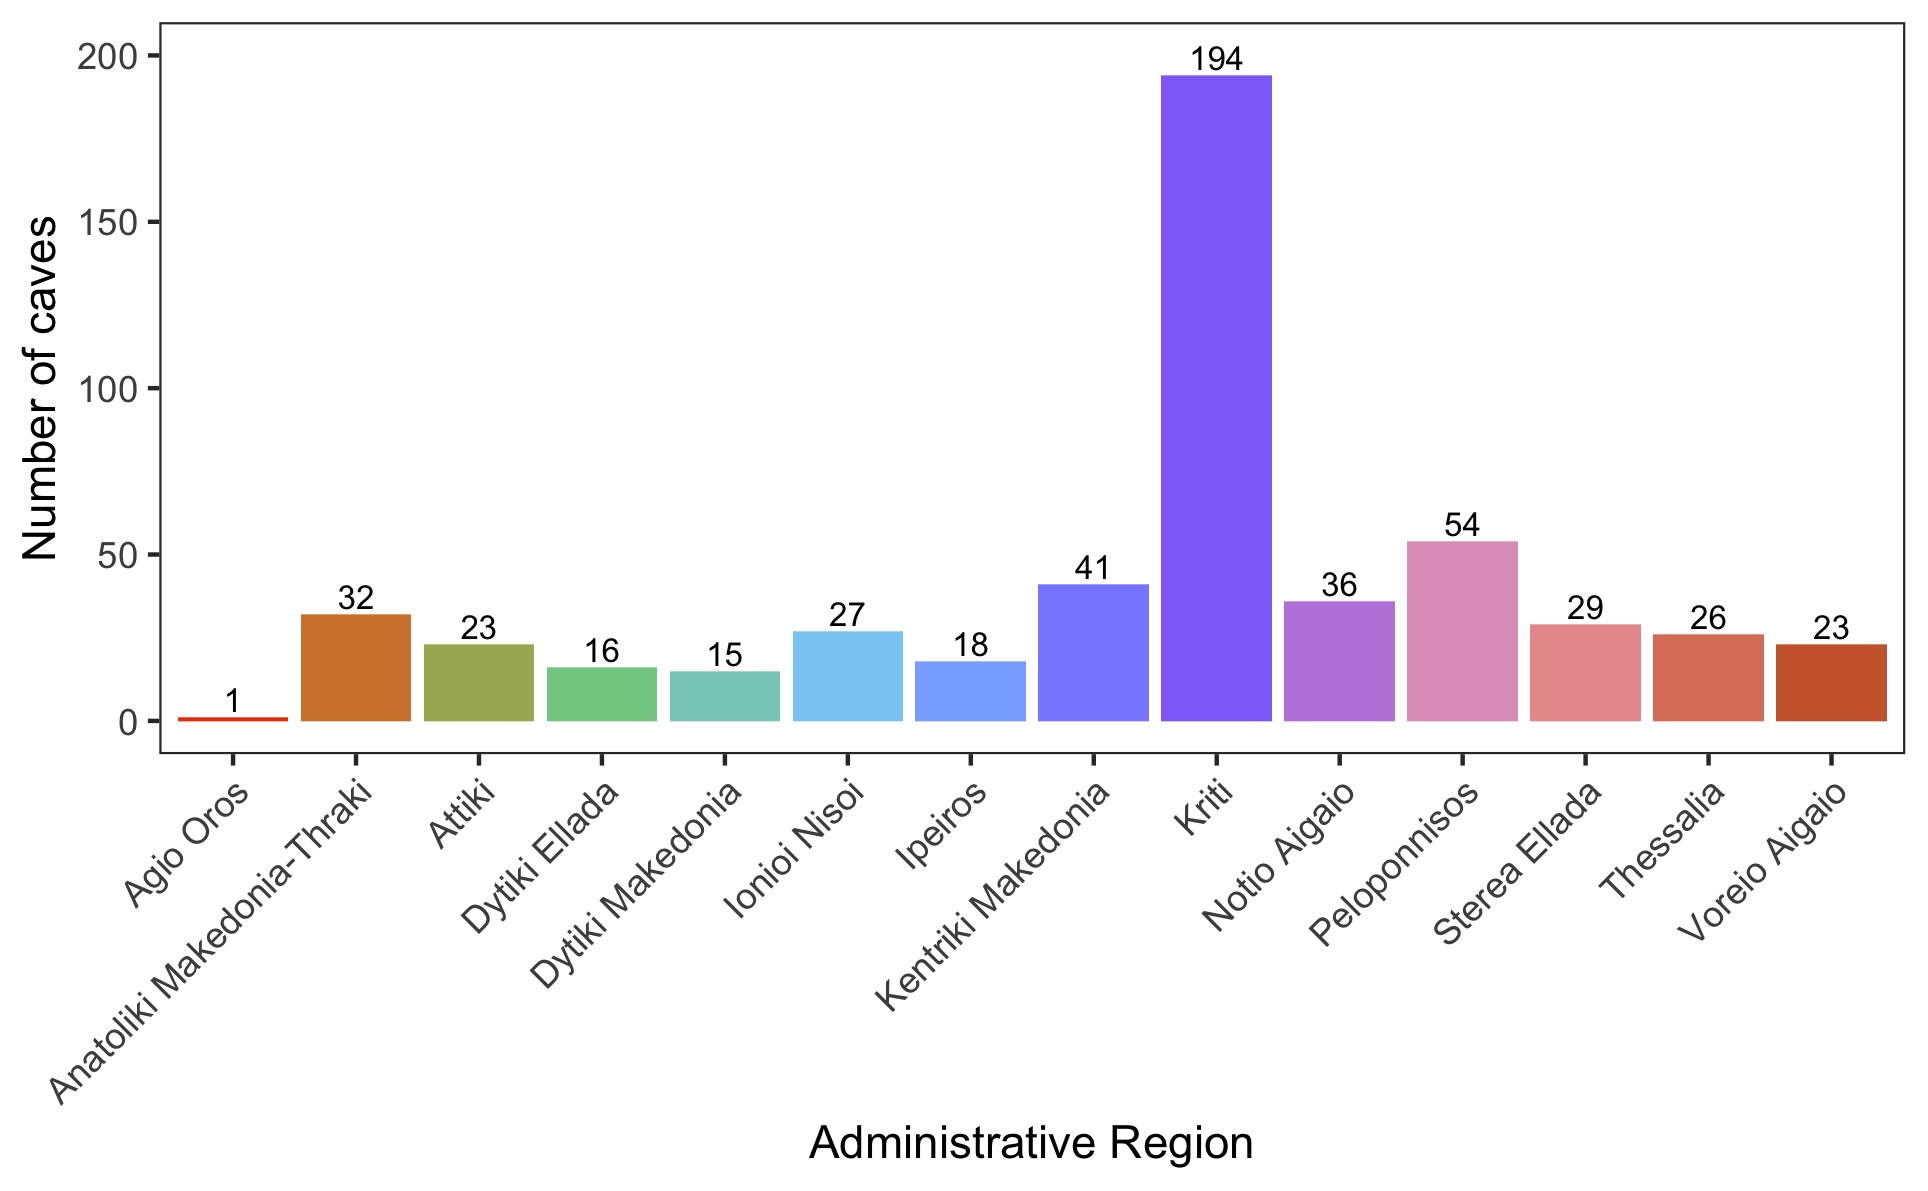 Number of caves
200
150
100
50
0
1
32
23
16
15
27
18
41
194
36
54
29
26
23
Agio Oros
Anatoliki Makedonia-Thraki
Attiki
Dytiki Ellada
Dytiki Makedonia
Ionioi Nisoi
Ipeiros
Kentriki Makedonia
Kriti
Notio Aigaio
Peloponnisos
Sterea Ellada
Thessalia
Voreio Aigaio
Administrative Region